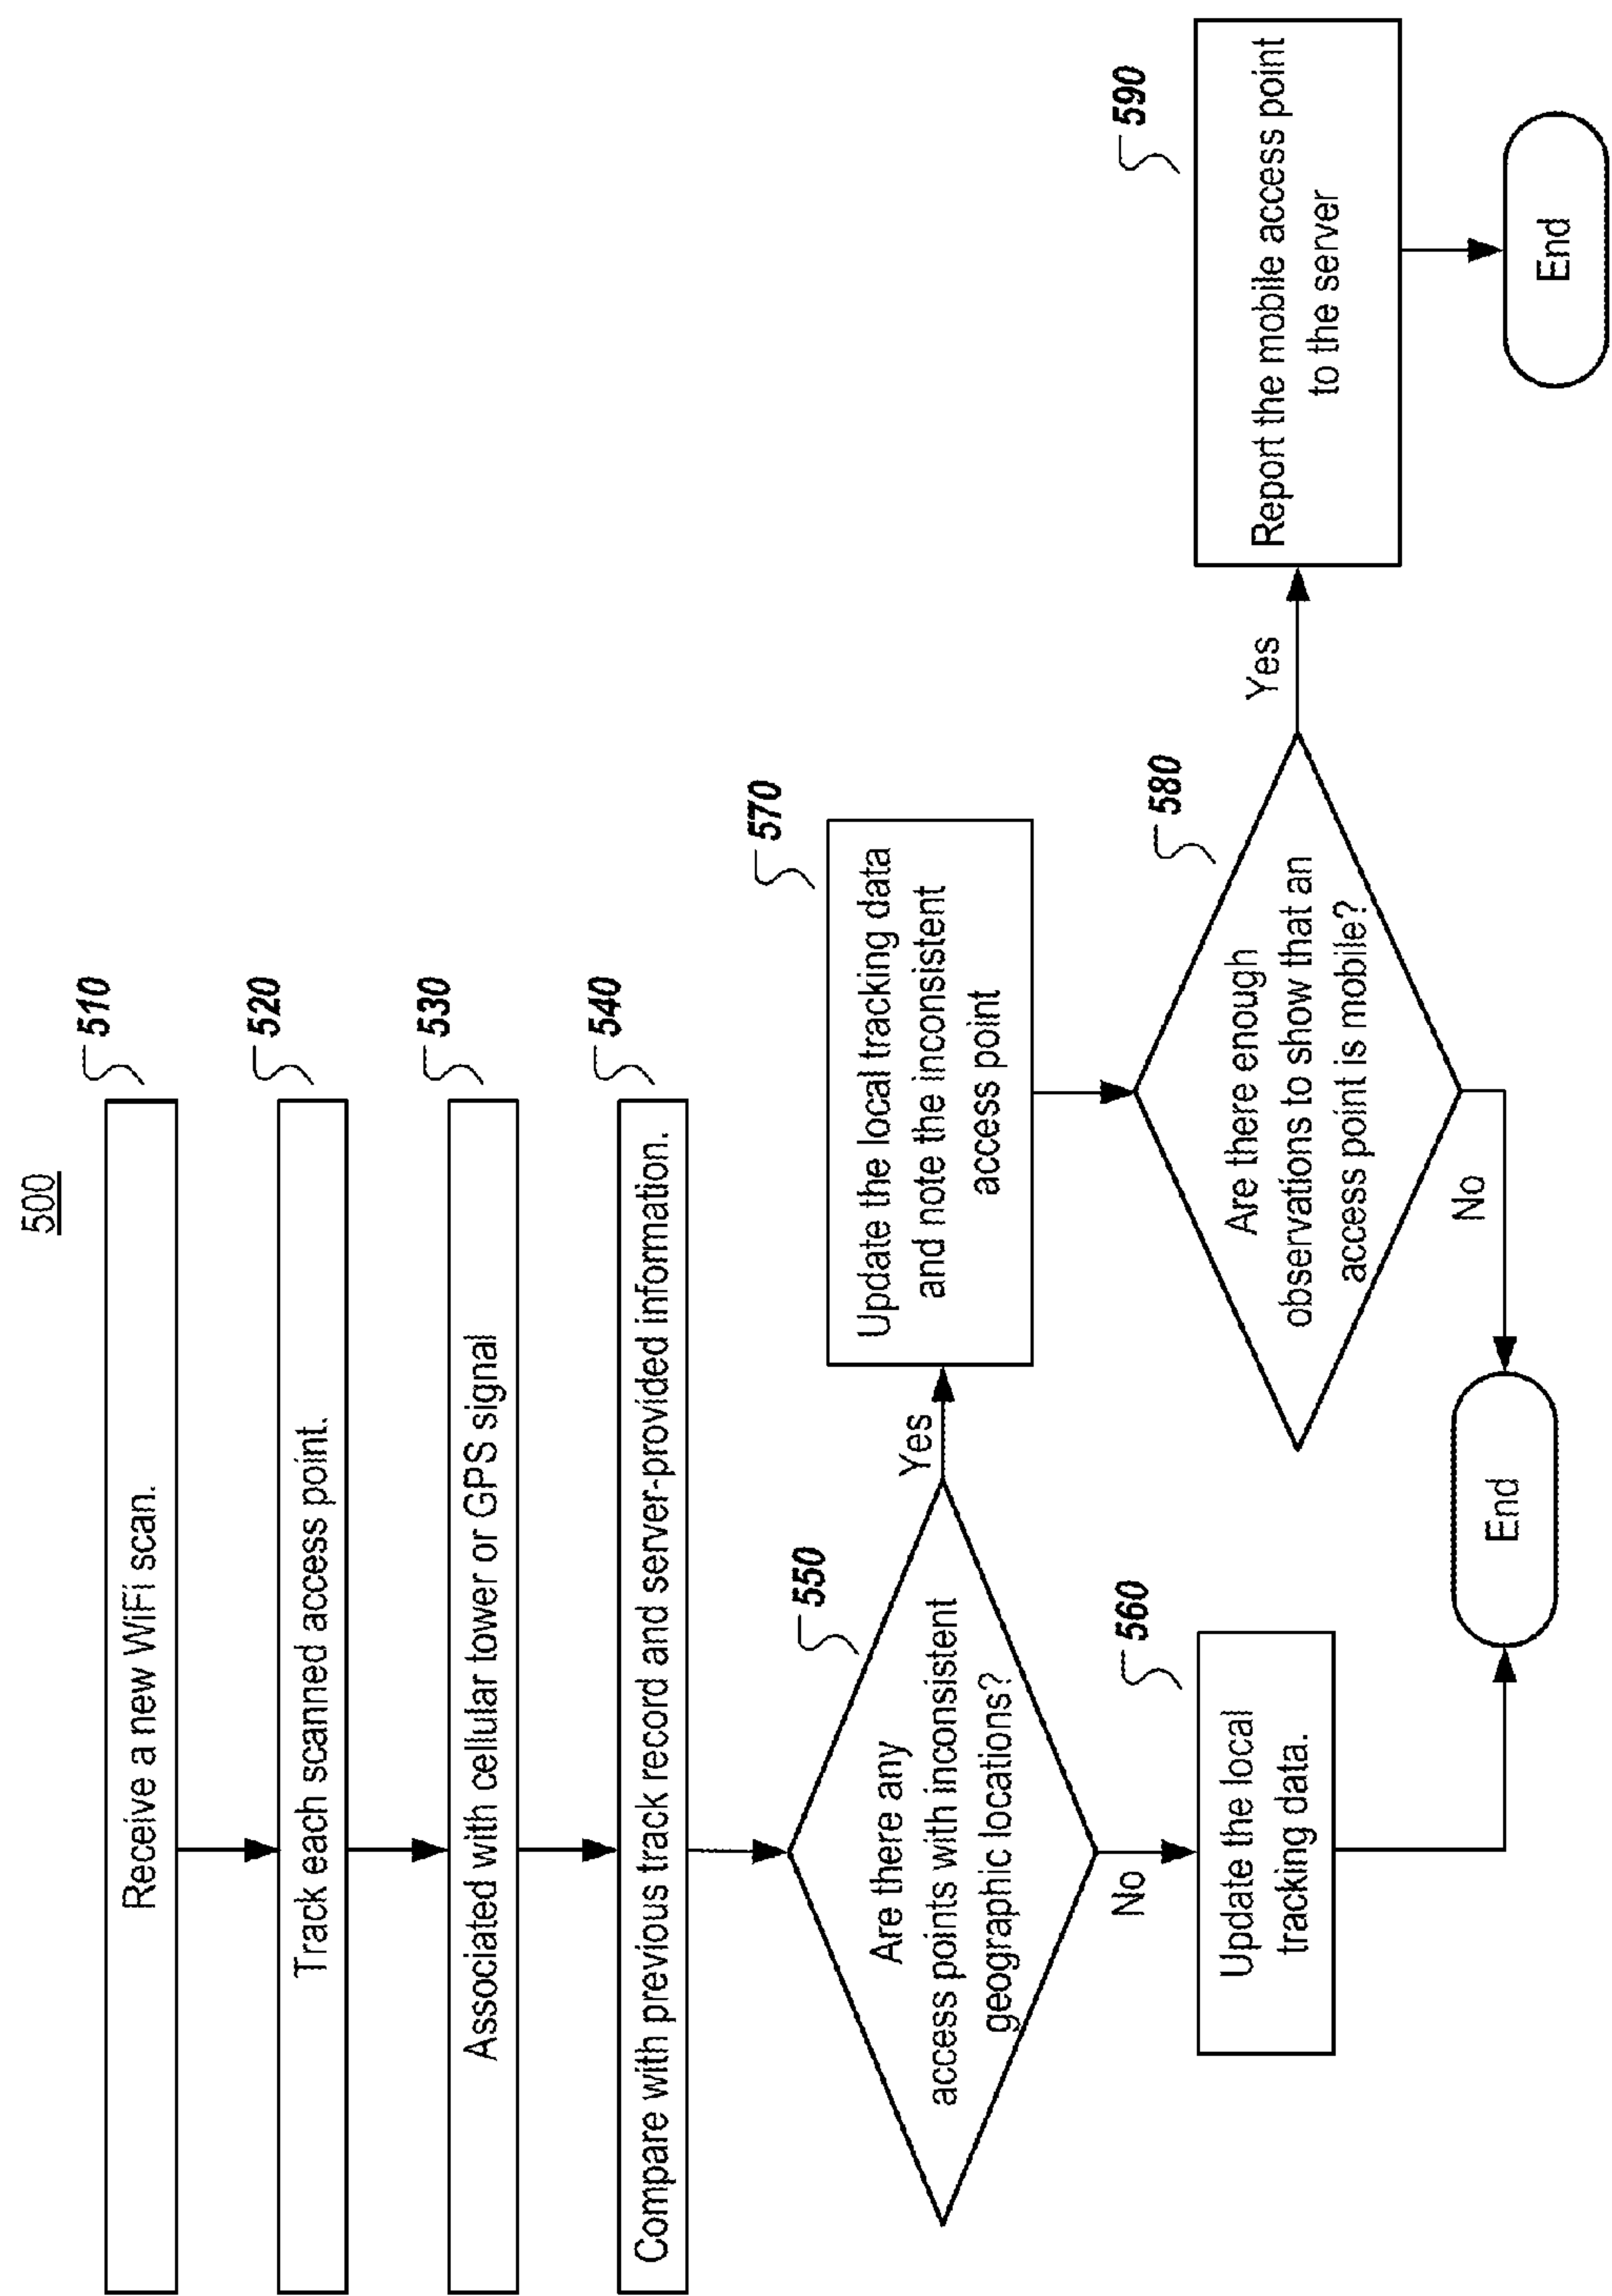 500
510
Receive a new WiFi scan.
520
Track each scanned access point.
530
Associated with cellular tower or GPS signal
540
Compare with previous track record and server-provided information.
550
Are there any
access points with inconsistent
geographic locations?
Yes
No
560
Update the local
tracking data.
570
Update the local tracking data
and note the inconsistent
access point
580
Are there enough
observations to show that an
access point is mobile?
Yes
No
End
590
Report the mobile access point
to the server
End